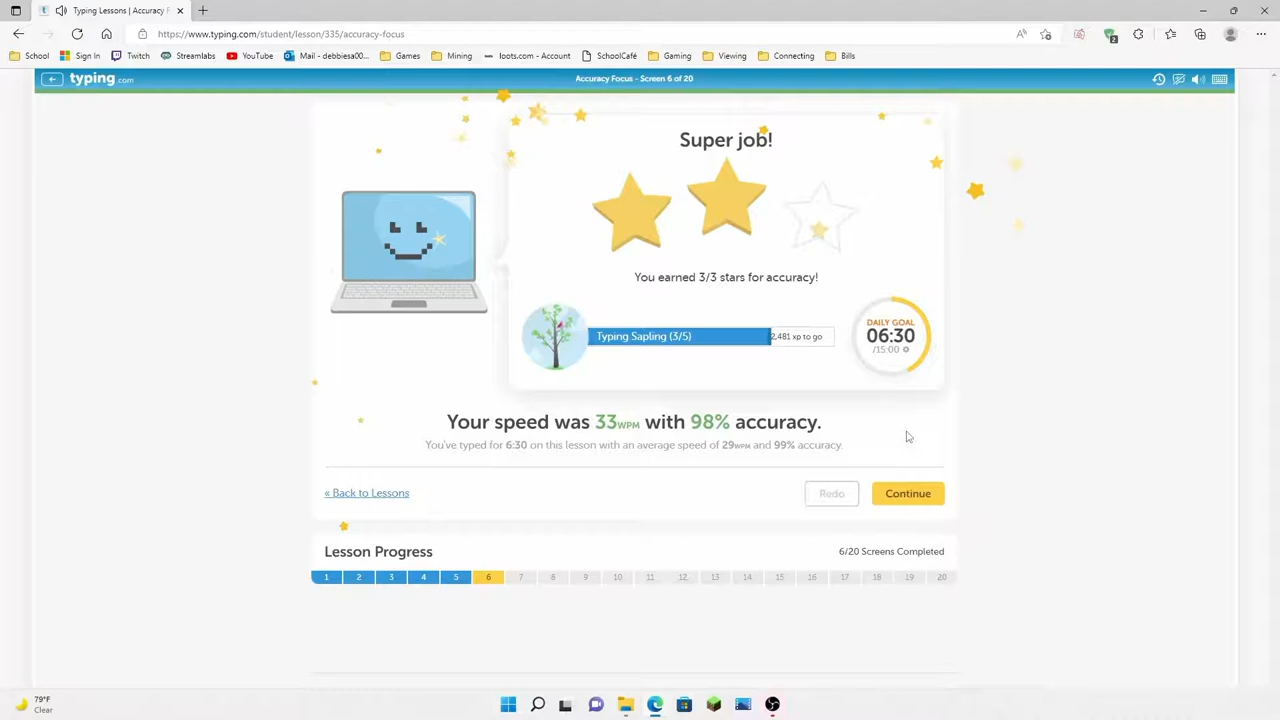 Typing Lessons | Accuracy F
https://www.typing.com/student/lesson/335/accuracy-focus
School
Sign In
Twitch
Streamlabs
YouTube
Mail - debbiesa00...
Games
Mining
loots.com - Account
SchoolCafé
Gaming
Viewing
Connecting
Bills
typing.com
Accuracy Focus - Screen 6 of 20
Super job!
You earned 3/3 stars for accuracy!
Typing Sapling (3/5)
2,481 xp to go
DAILY GOAL
06:30
/15:00
Your speed was 33WPM with 98% accuracy.
You've typed for 6:30 on this lesson with an average speed of 29WPM and 99% accuracy.
« Back to Lessons
Redo
Continue
Lesson Progress
6/20 Screens Completed
1 2 3 4 5 6 7 8 9 10 11 12 13 14 15 16 17 18 19 20
79°F
Clear